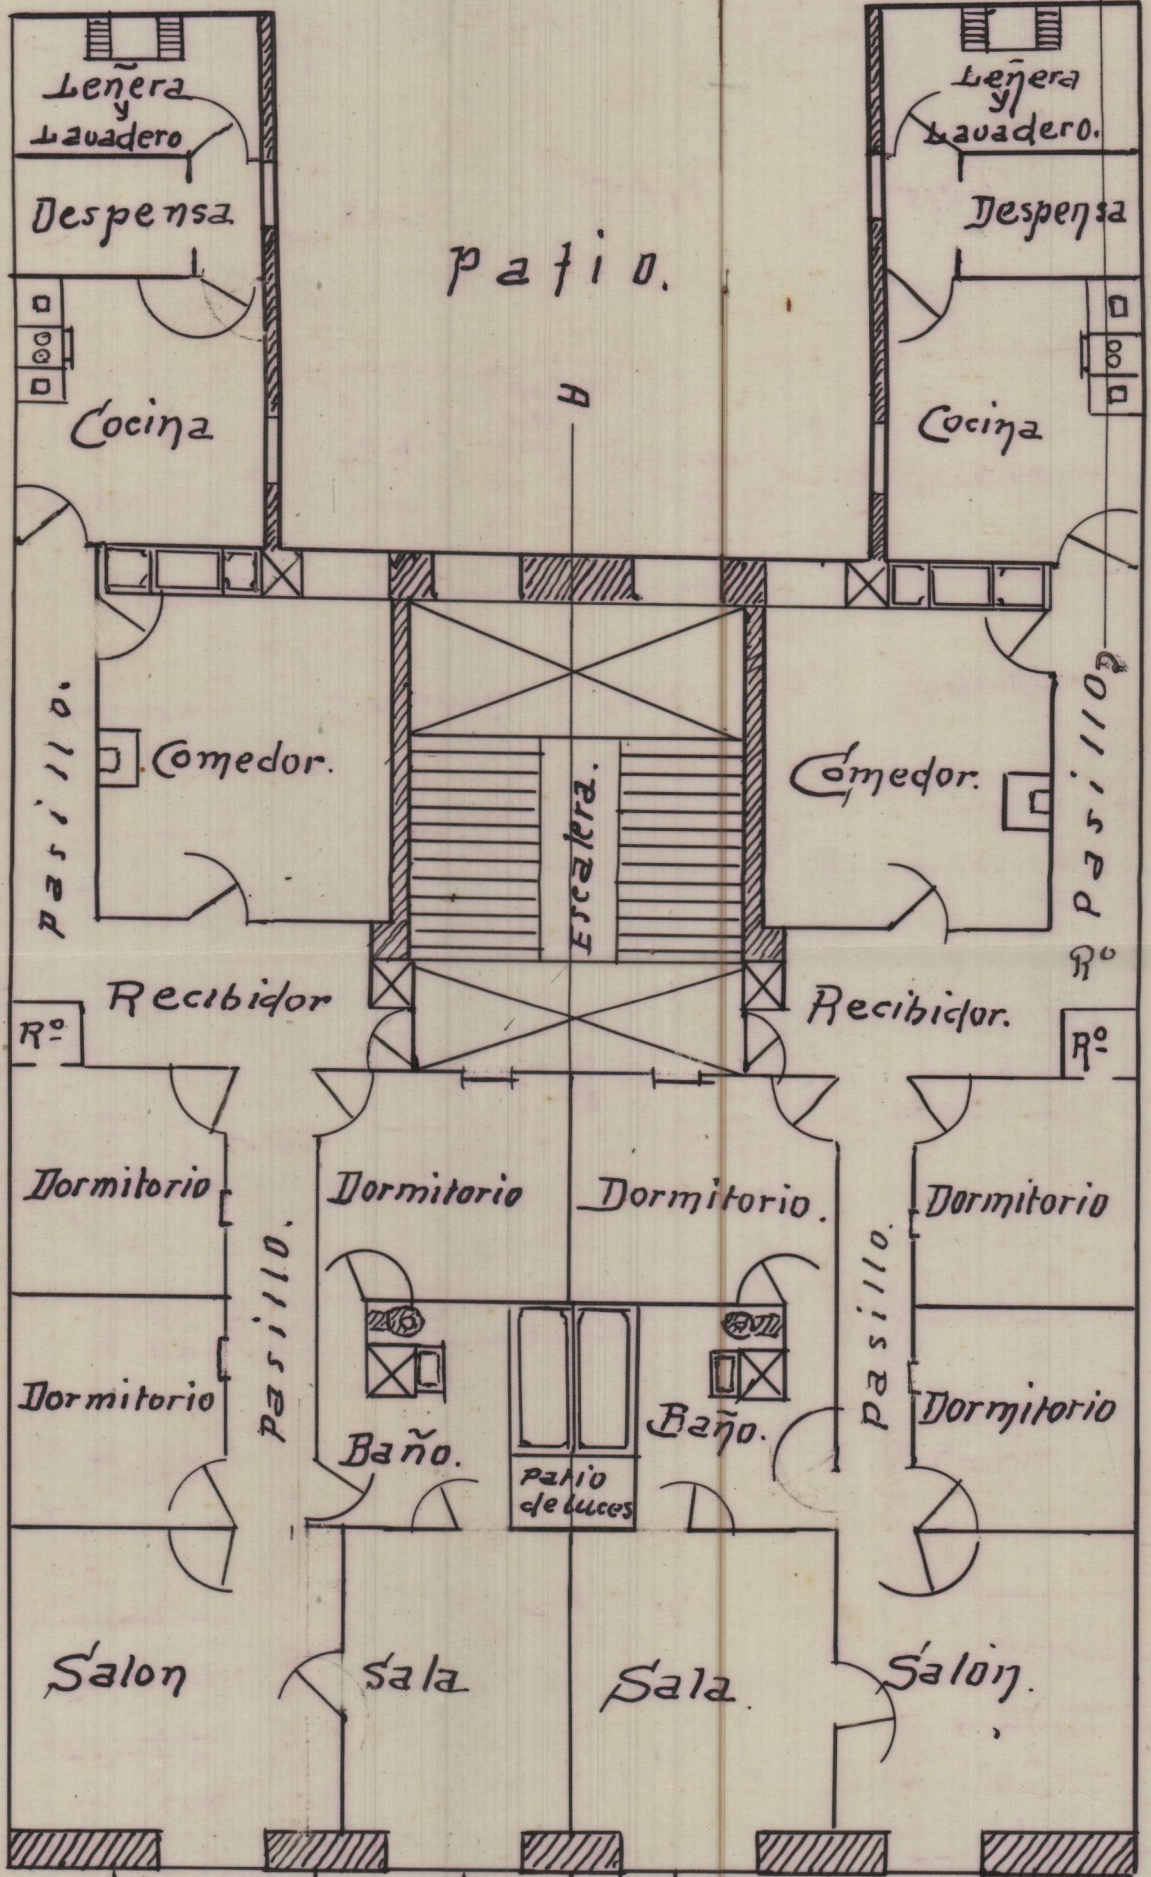 Leñera
y
Lavadero
Leñera
y
Lavadero.
Despensa
Despensa
Patio.
Cocina
Cocina
Pasillo.
Comedor.
Escalera.
Comedor.
Pasillo
Recibidor
Recibidor.
Rº
Rº
Rº
Dormitorio
Dormitorio
Dormitorio.
Dormitorio
Pasillo.
Pasillo.
Dormitorio
Baño.
Baño.
Dormitorio
Patio
de luces
Salon
Sala
Sala.
Salón.